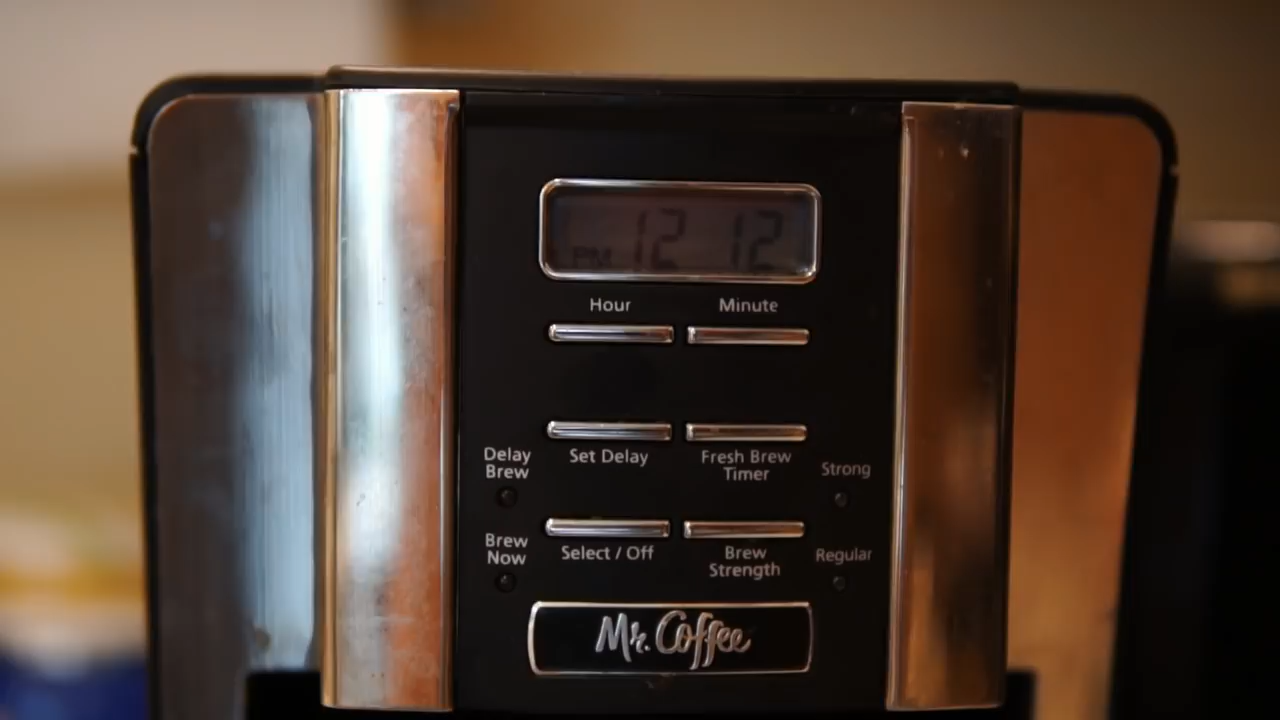 PM 12 12
Hour Minute
Set Delay Fresh Brew
Timer
Delay
Brew
Strong
Select / Off Brew
Strength
Brew
Now
Regular
Mr. Coffee